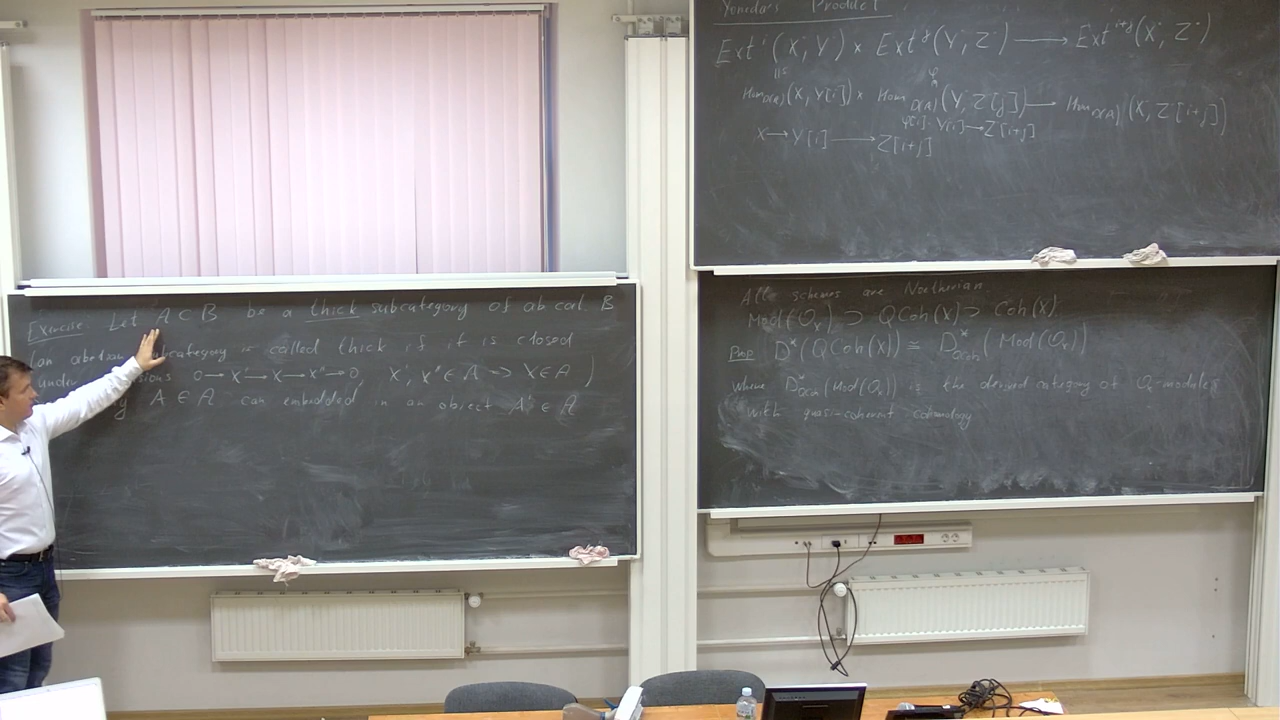 Exercise. Let A ⊂ B be a thick subcategory of ab cat. B
(an abelian subcategory is called thick if it is closed
under 0 → X' → X → X'' → 0, X', X'' ∈ A => X ∈ A )
A ∈ A can embedded in an object A' ∈ A
Yoneda's Product
Ext^i (X, Y) × Ext^j (Y, Z) → Ext^{i+j} (X, Z)
Hom_{D(A)} (X, Y[i]) × Hom_{D(A)} (Y, Z[j]) → Hom_{D(A)} (X, Z[i+j])
φ[i]: Y[i] → Z[i+j]
X → Y[i] → Z[i+j]
All schemes are Noetherian
Mod(O_X) ⊃ QCoh(X) ⊃ Coh(X)
Prop D*(QCoh(X)) ≅ D*_{Qcoh} (Mod(O_X))
where D*_{Qcoh}(Mod(O_X)) is the derived category of O_X-modules
with quasi-coherent cohomology